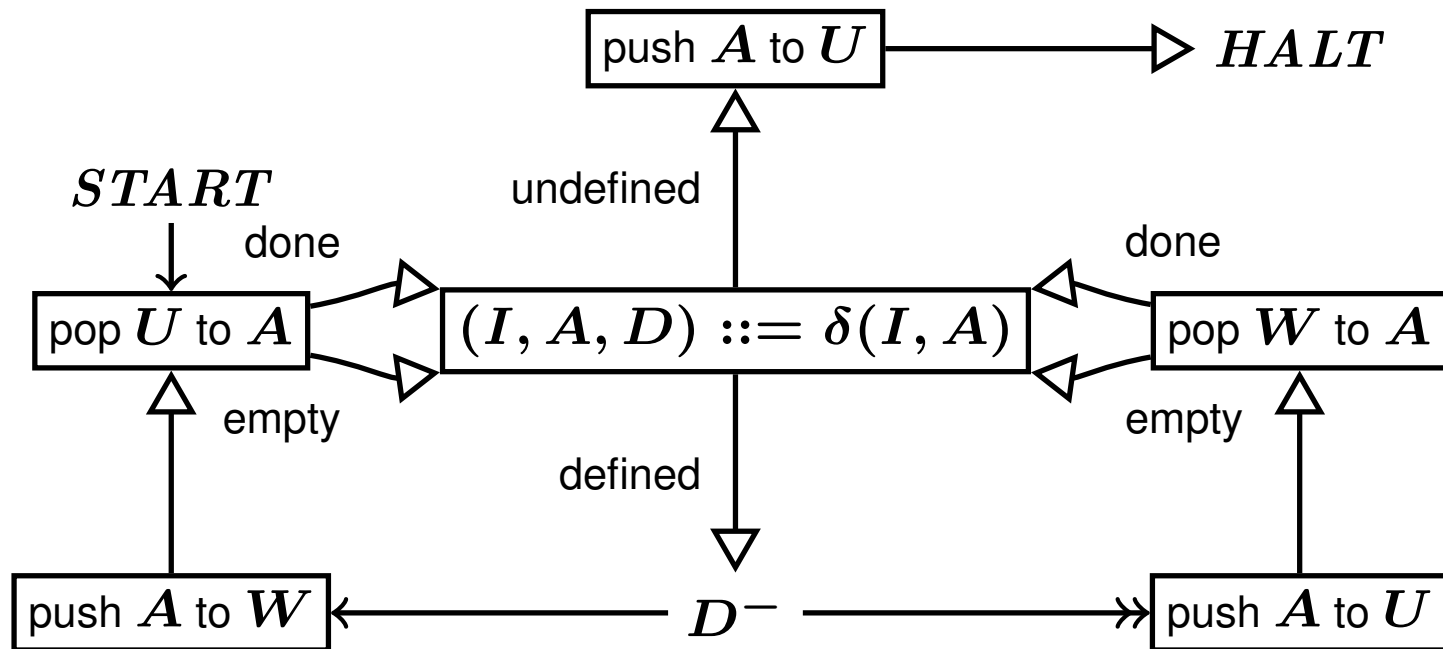 push A to U
HALT
START
undefined
done
done
pop U to A
(I, A, D) ::= δ(I, A)
pop W to A
empty
empty
defined
push A to W
D⁻
push A to U